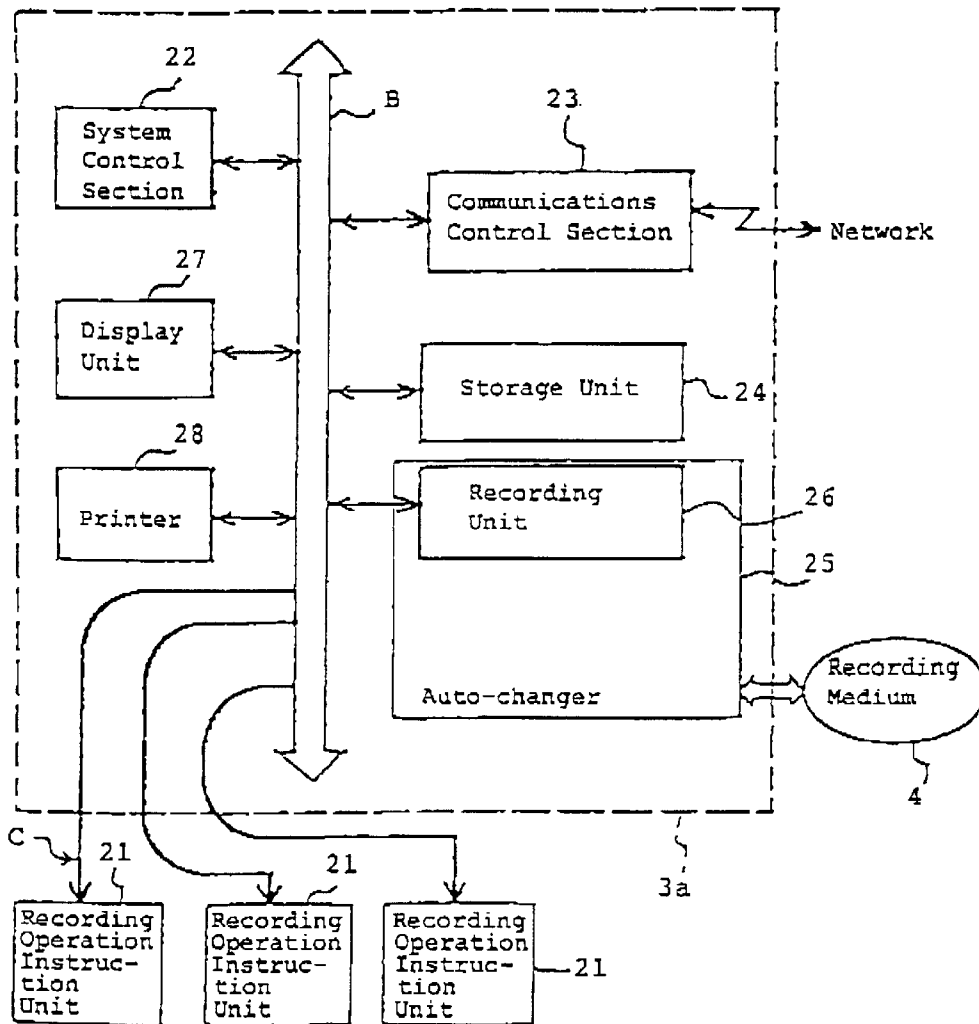 22
System
Control
Section
B
23
Communications
Control Section
Network
27
Display
Unit
Storage Unit
24
28
Printer
Recording
Unit
26
25
Auto-changer
Recording
Medium
4
3a
C
21
Recording
Operation
Instruc-
tion
Unit
21
Recording
Operation
Instruc-
tion
Unit
Recording
Operation
Instruc-
tion
Unit
21